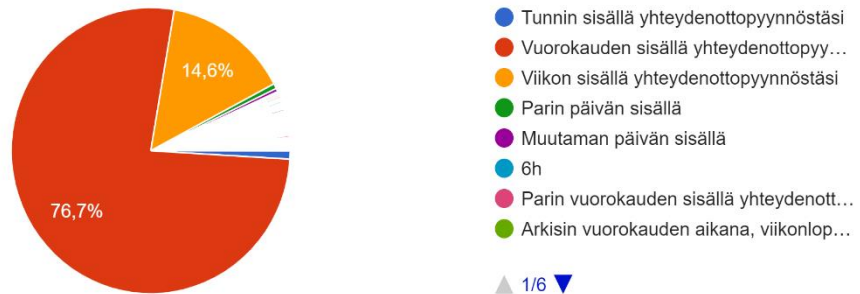 14,6%
76,7%
Tunnin sisällä yhteydenottopyynnöstäsi
Vuorokauden sisällä yhteydenottopyy…
Viikon sisällä yhteydenottopyynnöstäsi
Parin päivän sisällä
Muutaman päivän sisällä
6h
Parin vuorokauden sisällä yhteydenott…
Arkisin vuorokauden aikana, viikonlop…
1/6